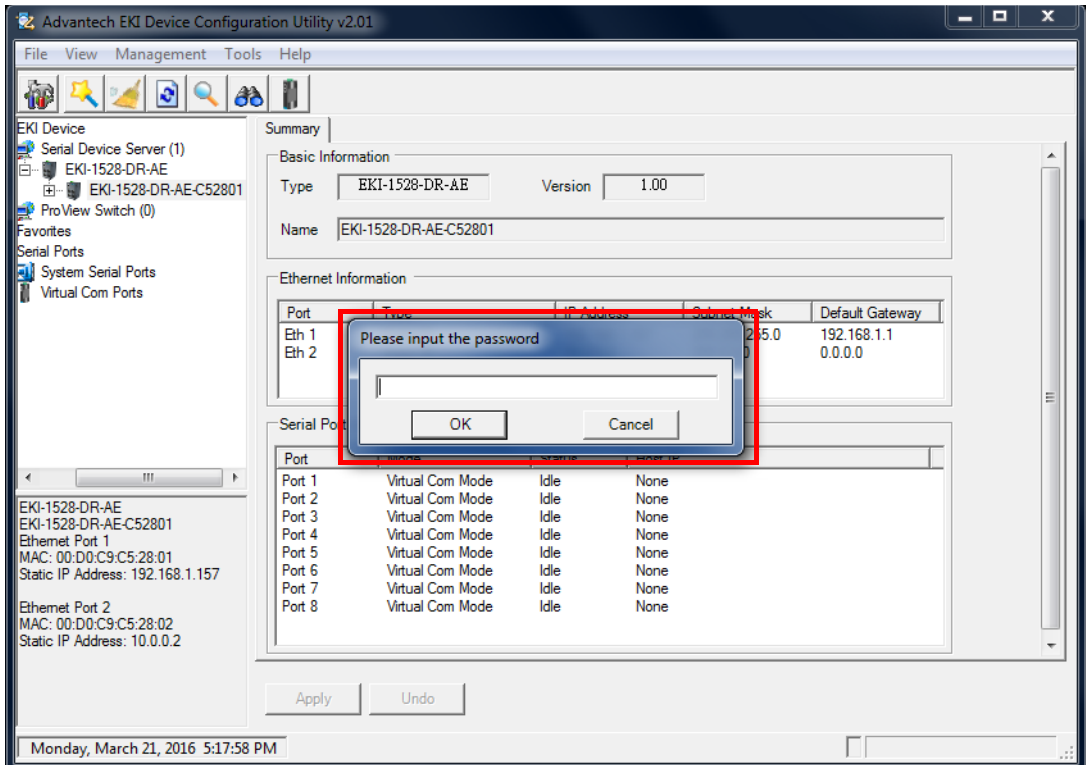 Advantech EKI Device Configuration Utility v2.01
File View Management Tools Help
EKI Device
Serial Device Server (1)
EKI-1528-DR-AE
EKI-1528-DR-AE-C52801
ProView Switch (0)
Favorites
Serial Ports
System Serial Ports
Virtual Com Ports
EKI-1528-DR-AE
EKI-1528-DR-AE-C52801
Ethernet Port 1
MAC: 00:D0:C9:C5:28:01
Static IP Address: 192.168.1.157
Ethernet Port 2
MAC: 00:D0:C9:C5:28:02
Static IP Address: 10.0.0.2
Summary
Basic Information
Type EKI-1528-DR-AE Version 1.00
Name EKI-1528-DR-AE-C52801
Ethernet Information
Port Type IP Address Subnet Mask Default Gateway
Eth 1 192.168.1.1
Eth 2 0.0.0.0
Please input the password
OK Cancel
Serial Port
Port Mode Status Host IP
Port 1 Virtual Com Mode Idle None
Port 2 Virtual Com Mode Idle None
Port 3 Virtual Com Mode Idle None
Port 4 Virtual Com Mode Idle None
Port 5 Virtual Com Mode Idle None
Port 6 Virtual Com Mode Idle None
Port 7 Virtual Com Mode Idle None
Port 8 Virtual Com Mode Idle None
Apply Undo
Monday, March 21, 2016 5:17:58 PM